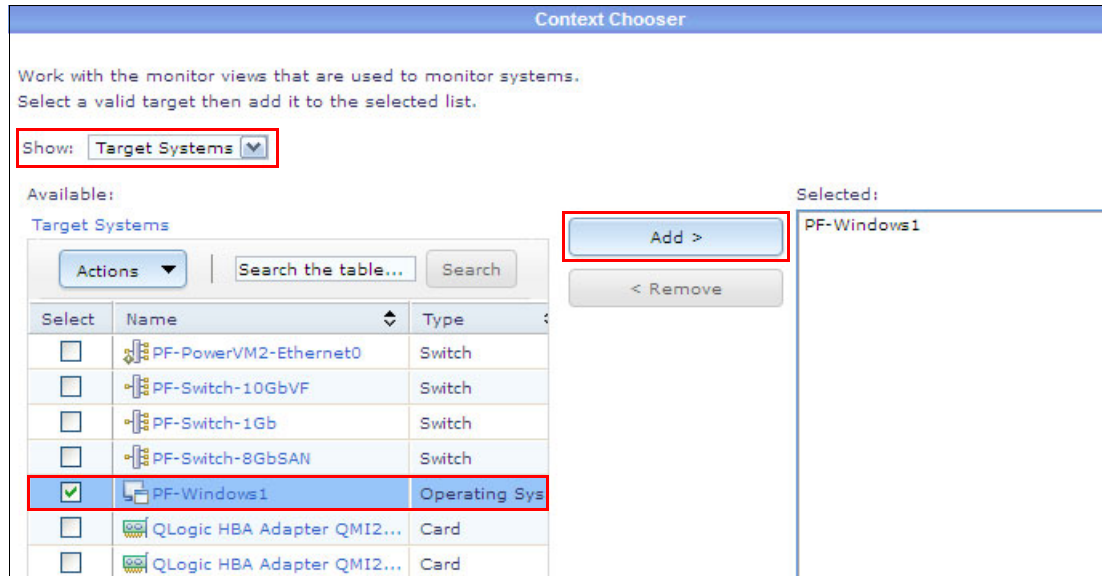 Context Chooser
Work with the monitor views that are used to monitor systems.
Select a valid target then add it to the selected list.
Show: Target Systems
Available:
Target Systems
Actions Search the table... Search
Select Name Type
PF-PowerVM2-Ethernet0 Switch
PF-Switch-10GbVF Switch
PF-Switch-1Gb Switch
PF-Switch-8GbSAN Switch
PF-Windows1 Operating Sys
QLogic HBA Adapter QMI2... Card
QLogic HBA Adapter QMI2... Card
Add >
< Remove
Selected:
PF-Windows1